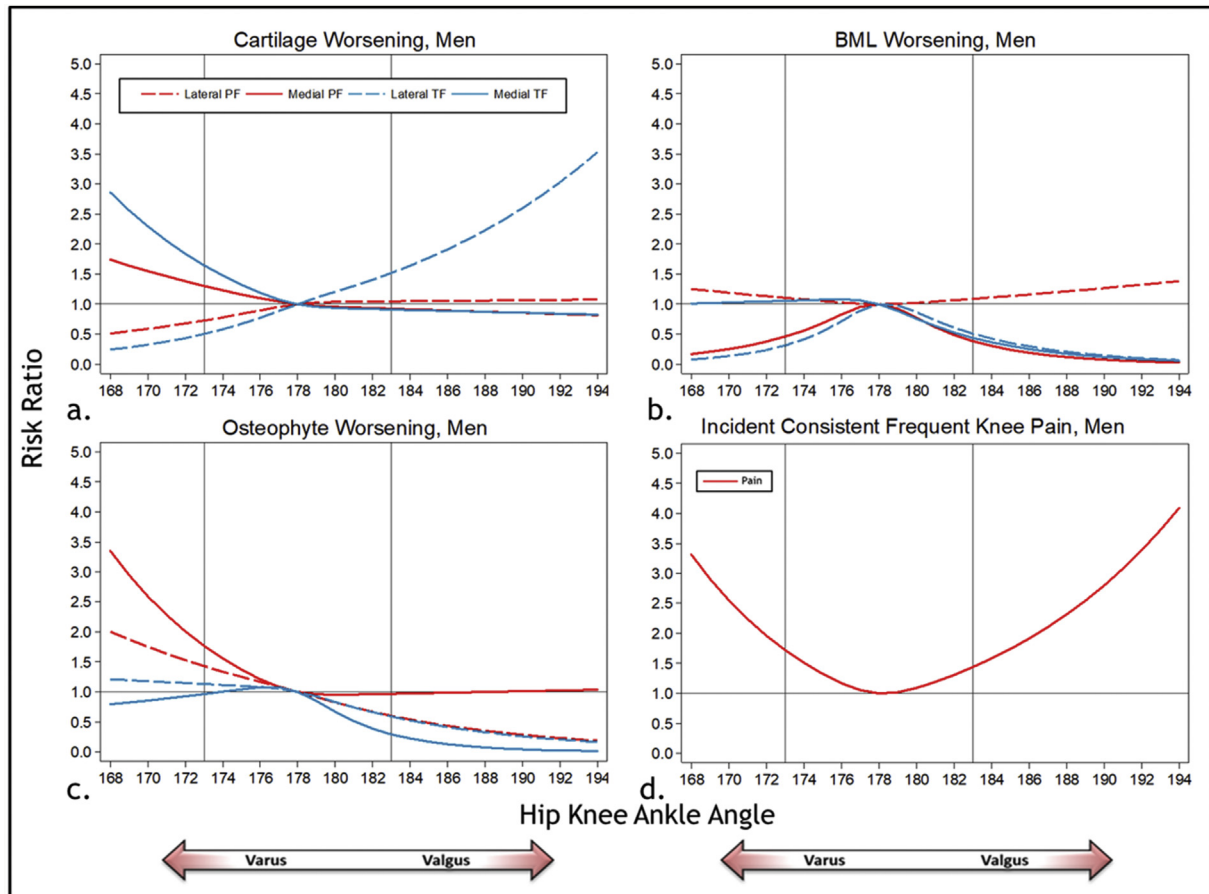 Cartilage Worsening, Men
5.0
4.5
4.0
3.5
3.0
2.5
2.0
1.5
1.0
0.5
0.0
Lateral PF Medial PF Lateral TF Medial TF
168 170 172 174 176 178 180 182 184 186 188 190 192 194
a.
BML Worsening, Men
5.0
4.5
4.0
3.5
3.0
2.5
2.0
1.5
1.0
0.5
0.0
168 170 172 174 176 178 180 182 184 186 188 190 192 194
b.
Risk Ratio
Osteophyte Worsening, Men
5.0
4.5
4.0
3.5
3.0
2.5
2.0
1.5
1.0
0.5
0.0
168 170 172 174 176 178 180 182 184 186 188 190 192 194
c.
Incident Consistent Frequent Knee Pain, Men
5.0
4.5
4.0
3.5
3.0
2.5
2.0
1.5
1.0
0.5
0.0
Pain
168 170 172 174 176 178 180 182 184 186 188 190 192 194
d.
Hip Knee Ankle Angle
Varus Valgus
Varus Valgus